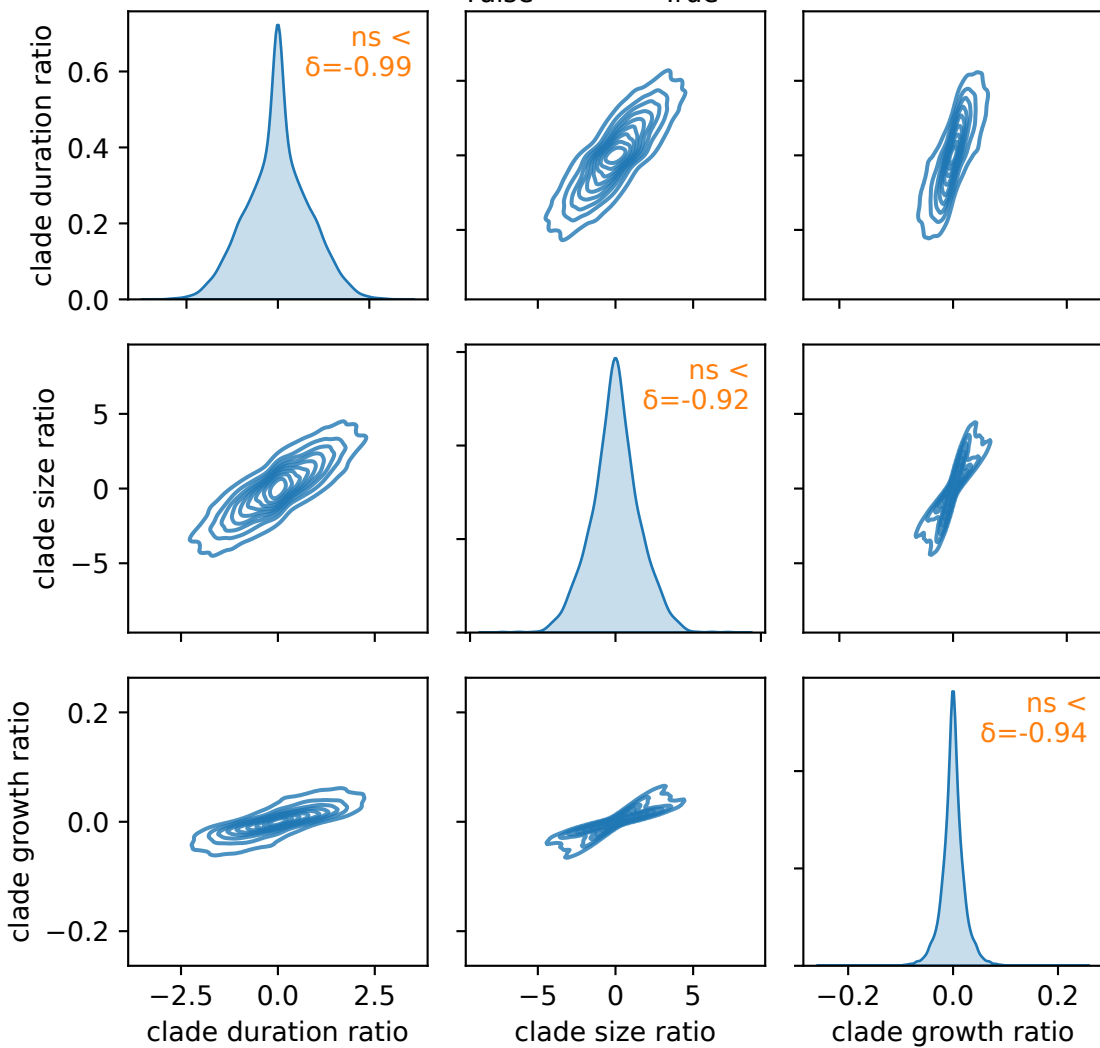 True
ns <
δ=-0.99
clade duration ratio
0.6
0.4
0.2
0.0
ns <
δ=-0.92
clade size ratio
5
0
−5
ns <
δ=-0.94
clade growth ratio
0.2
0.0
−0.2
−2.5 0.0 2.5 −5 0 5 −0.2 0.0 0.2
clade duration ratio clade size ratio clade growth ratio